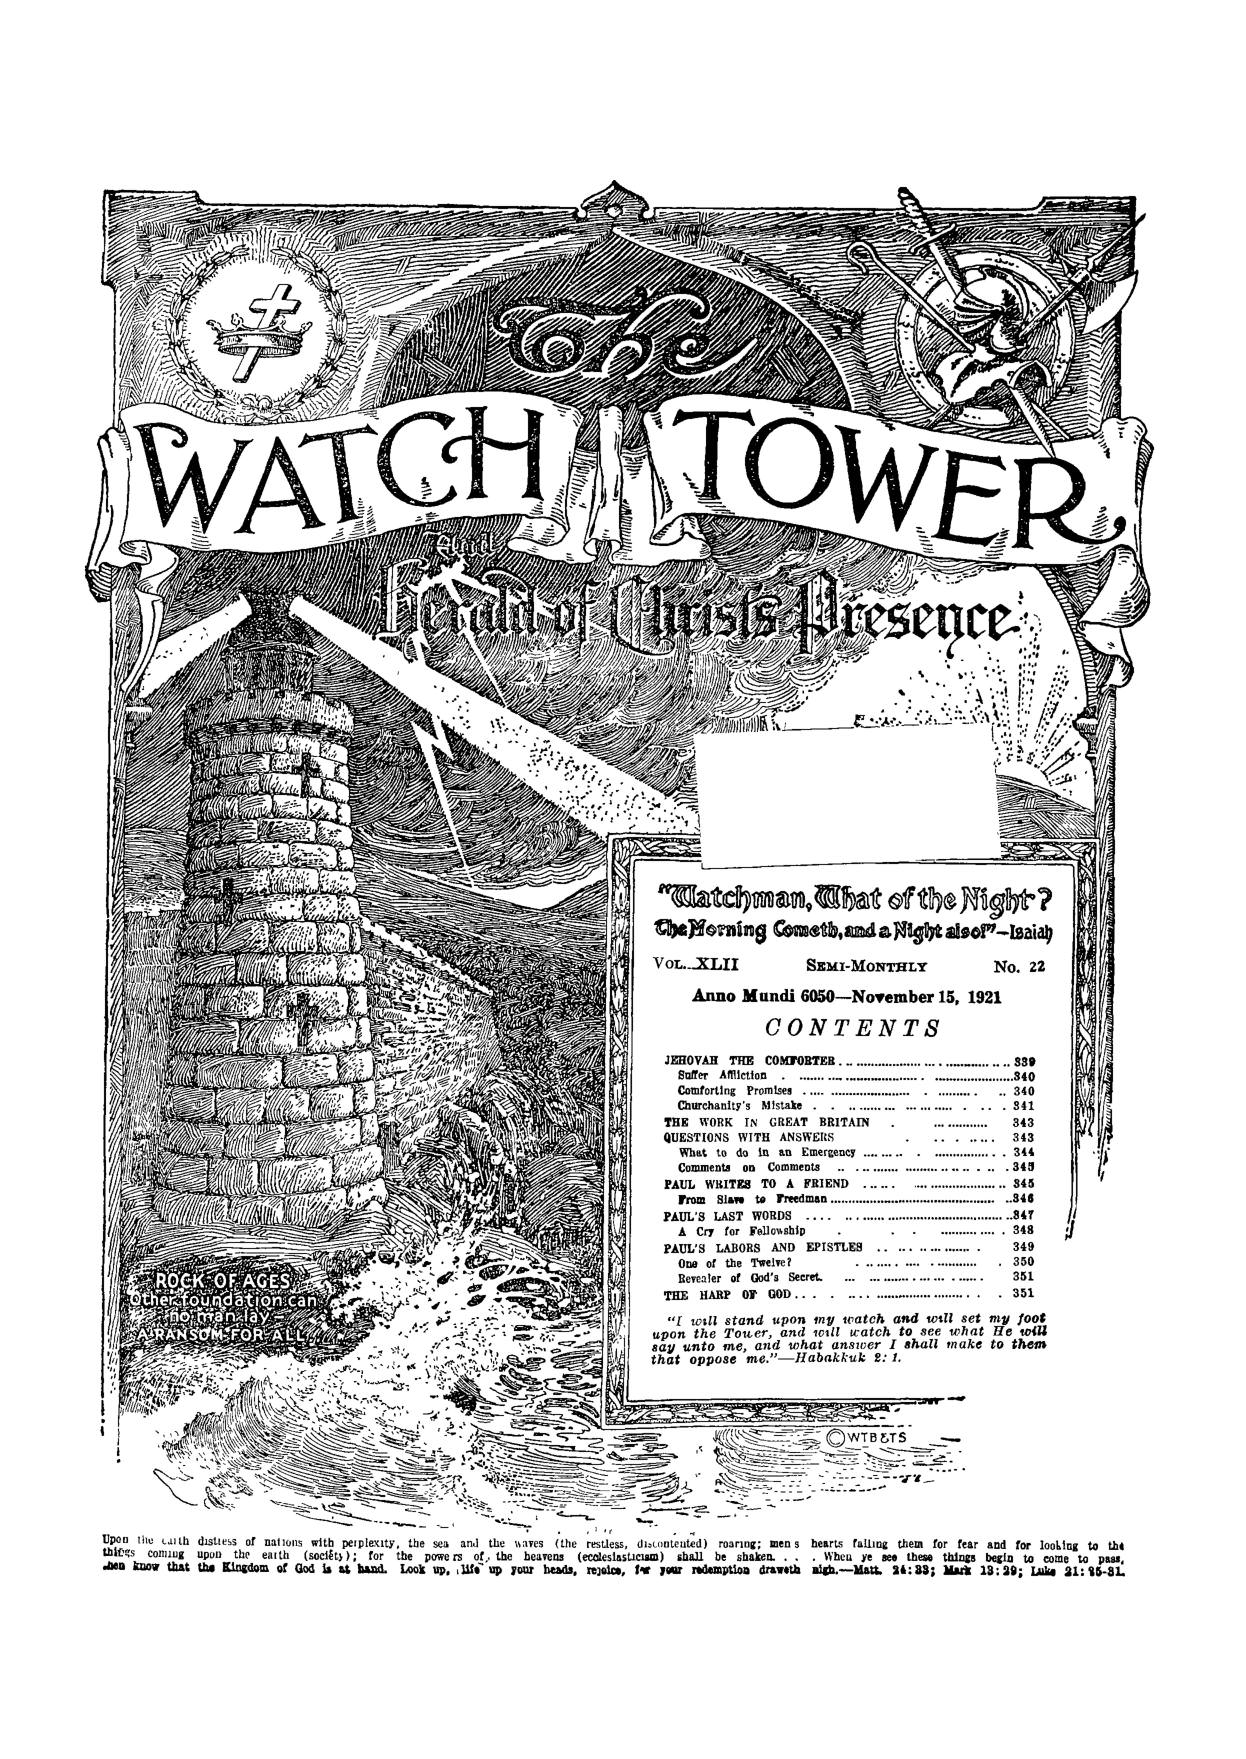 The
WATCH TOWER
And
Herald of Christs Presence
ROCK OF AGES
Other foundation can
no man lay—
A RANSOM FOR ALL
"Watchman, What of the Night?
The Morning Cometh, and a Night also!"—Isaiah
VOL. XLII SEMI-MONTHLY No. 22
Anno Mundi 6050—November 15, 1921
CONTENTS
JEHOVAH THE COMFORTER 339
Suffer Affliction 340
Comforting Promises 340
Churchanity's Mistake 341
THE WORK IN GREAT BRITAIN 343
QUESTIONS WITH ANSWERS 343
What to do in an Emergency 344
Comments on Comments 345
PAUL WRITES TO A FRIEND 345
From Slave to Freedman 346
PAUL'S LAST WORDS 347
A Cry for Fellowship 348
PAUL'S LABORS AND EPISTLES 349
One of the Twelve? 350
Revealer of God's Secret 351
THE HARP OF GOD 351
"I will stand upon my watch and will set my foot
upon the Tower, and will watch to see what He will
say unto me, and what answer I shall make to them
that oppose me."—Habakkuk 2:1.
©WTB&TS
Upon the earth distress of nations with perplexity, the sea and the waves (the restless, discontented) roaring; men s hearts failing them for fear and for looking to the
things coming upon the earth (society); for the powers of the heavens (ecclesiasticism) shall be shaken. . . . When ye see these things begin to come to pass,
then know that the Kingdom of God is at hand. Look up, lift up your heads, rejoice, for your redemption draweth nigh.—Matt. 24:33; Mark 13:29; Luke 21:25-31.